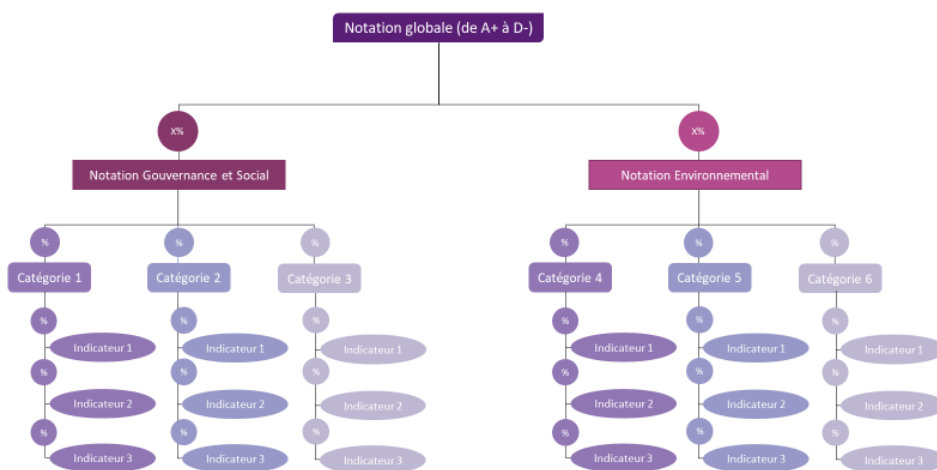 Notation globale (de A+ à D-)
X%
X%
Notation Gouvernance et Social
Notation Environnemental
%
%
%
%
%
%
Catégorie 1
Catégorie 2
Catégorie 3
Catégorie 4
Catégorie 5
Catégorie 6
%
%
%
%
%
%
Indicateur 1
Indicateur 1
Indicateur 1
Indicateur 1
Indicateur 1
Indicateur 1
%
%
%
%
%
%
Indicateur 2
Indicateur 2
Indicateur 2
Indicateur 2
Indicateur 2
Indicateur 2
%
%
%
%
%
%
Indicateur 3
Indicateur 3
Indicateur 3
Indicateur 3
Indicateur 3
Indicateur 3